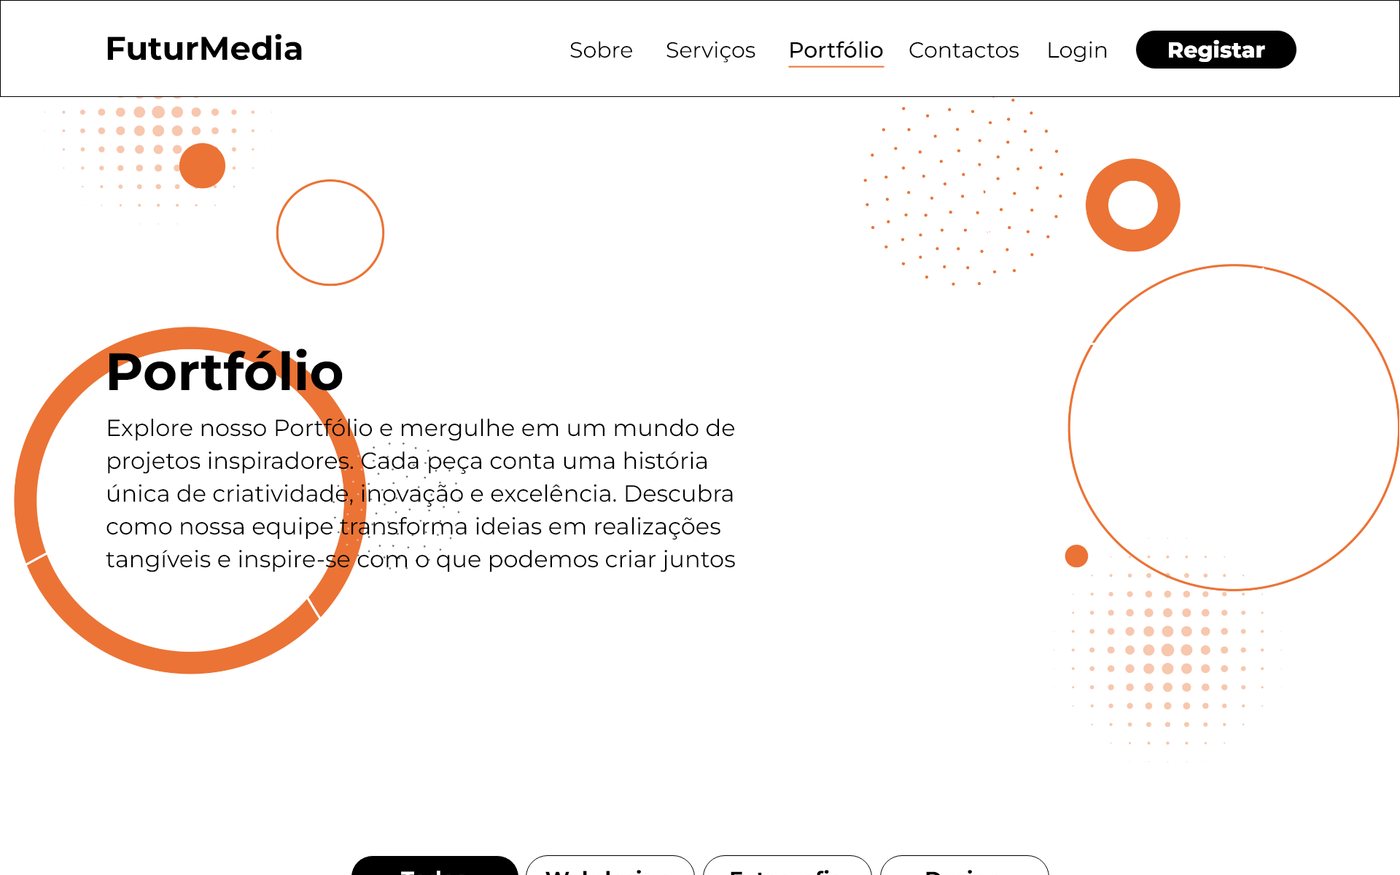 FuturMedia
Sobre Serviços Portfólio Contactos Login Registar
Portfólio
Explore nosso Portfólio e mergulhe em um mundo de
projetos inspiradores. Cada peça conta uma história
única de criatividade, inovação e excelência. Descubra
como nossa equipe transforma ideias em realizações
tangíveis e inspire-se com o que podemos criar juntos